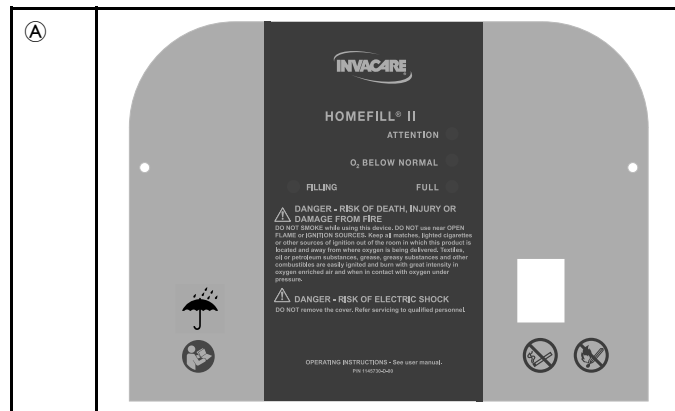 Ⓐ
INVACARE
HOMEFILL® II
ATTENTION
O₂ BELOW NORMAL
FILLING FULL
DANGER - RISK OF DEATH, INJURY OR
DAMAGE FROM FIRE
DO NOT SMOKE while using this device. DO NOT use near OPEN
FLAME or IGNITION SOURCES. Keep all matches, lighted cigarettes
or other sources of ignition out of the room in which this product is
located and away from where oxygen is being delivered. Textiles,
oil or petroleum substances, grease, greasy substances and other
combustibles are easily ignited and burn with great intensity in
oxygen enriched air and when in contact with oxygen under
pressure.
DANGER - RISK OF ELECTRIC SHOCK
DO NOT remove the cover. Refer servicing to qualified personnel.
OPERATING INSTRUCTIONS - See user manual.
P/N 1145730-D-00